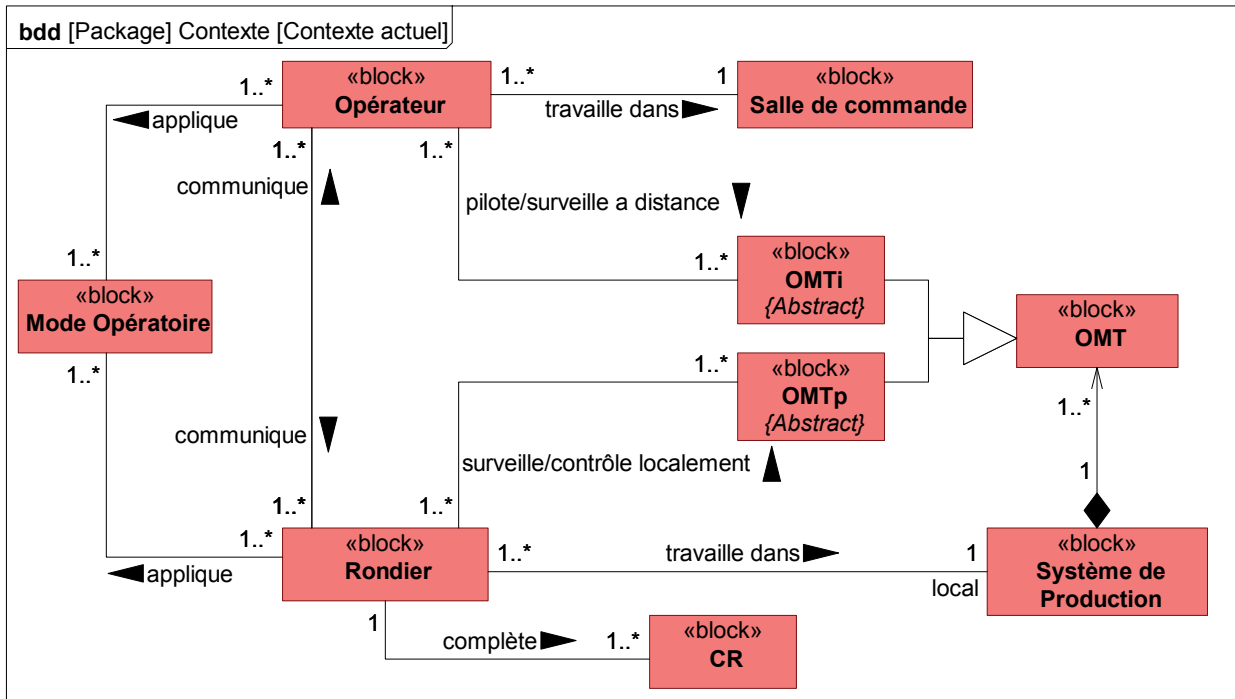 bdd [Package] Contexte [Contexte actuel]
«block»
Opérateur
1..*
1..*
travaille dans
1
«block»
Salle de commande
applique
1..*
communique
1..*
pilote/surveille a distance
1..*
«block»
Mode Opératoire
1..*
1..*
«block»
OMTi
{Abstract}
«block»
OMT
1..*
«block»
OMTp
{Abstract}
1..*
communique
surveille/contrôle localement
1
1..*
1..*
1..*
applique
«block»
Rondier
1..*
travaille dans
1
local
«block»
Système de
Production
1
complète
1..*
«block»
CR